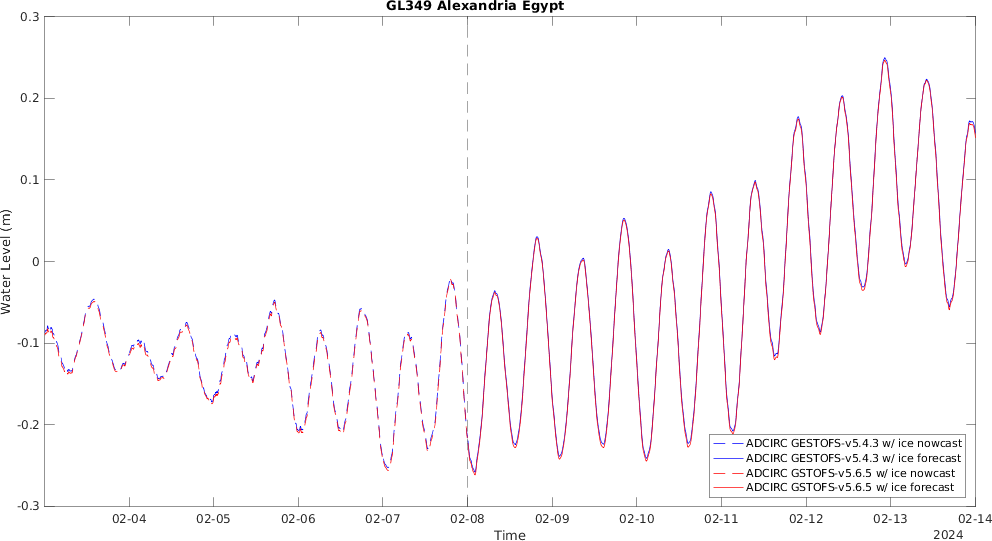 GL349 Alexandria Egypt
0.3
0.2
0.1
0
-0.1
-0.2
-0.3
Water Level (m)
ADCIRC GESTOFS-v5.4.3 w/ ice nowcast
ADCIRC GESTOFS-v5.4.3 w/ ice forecast
ADCIRC GSTOFS-v5.6.5 w/ ice nowcast
ADCIRC GSTOFS-v5.6.5 w/ ice forecast
02-04 02-05 02-06 02-07 02-08 02-09 02-10 02-11 02-12 02-13 02-14
Time
2024